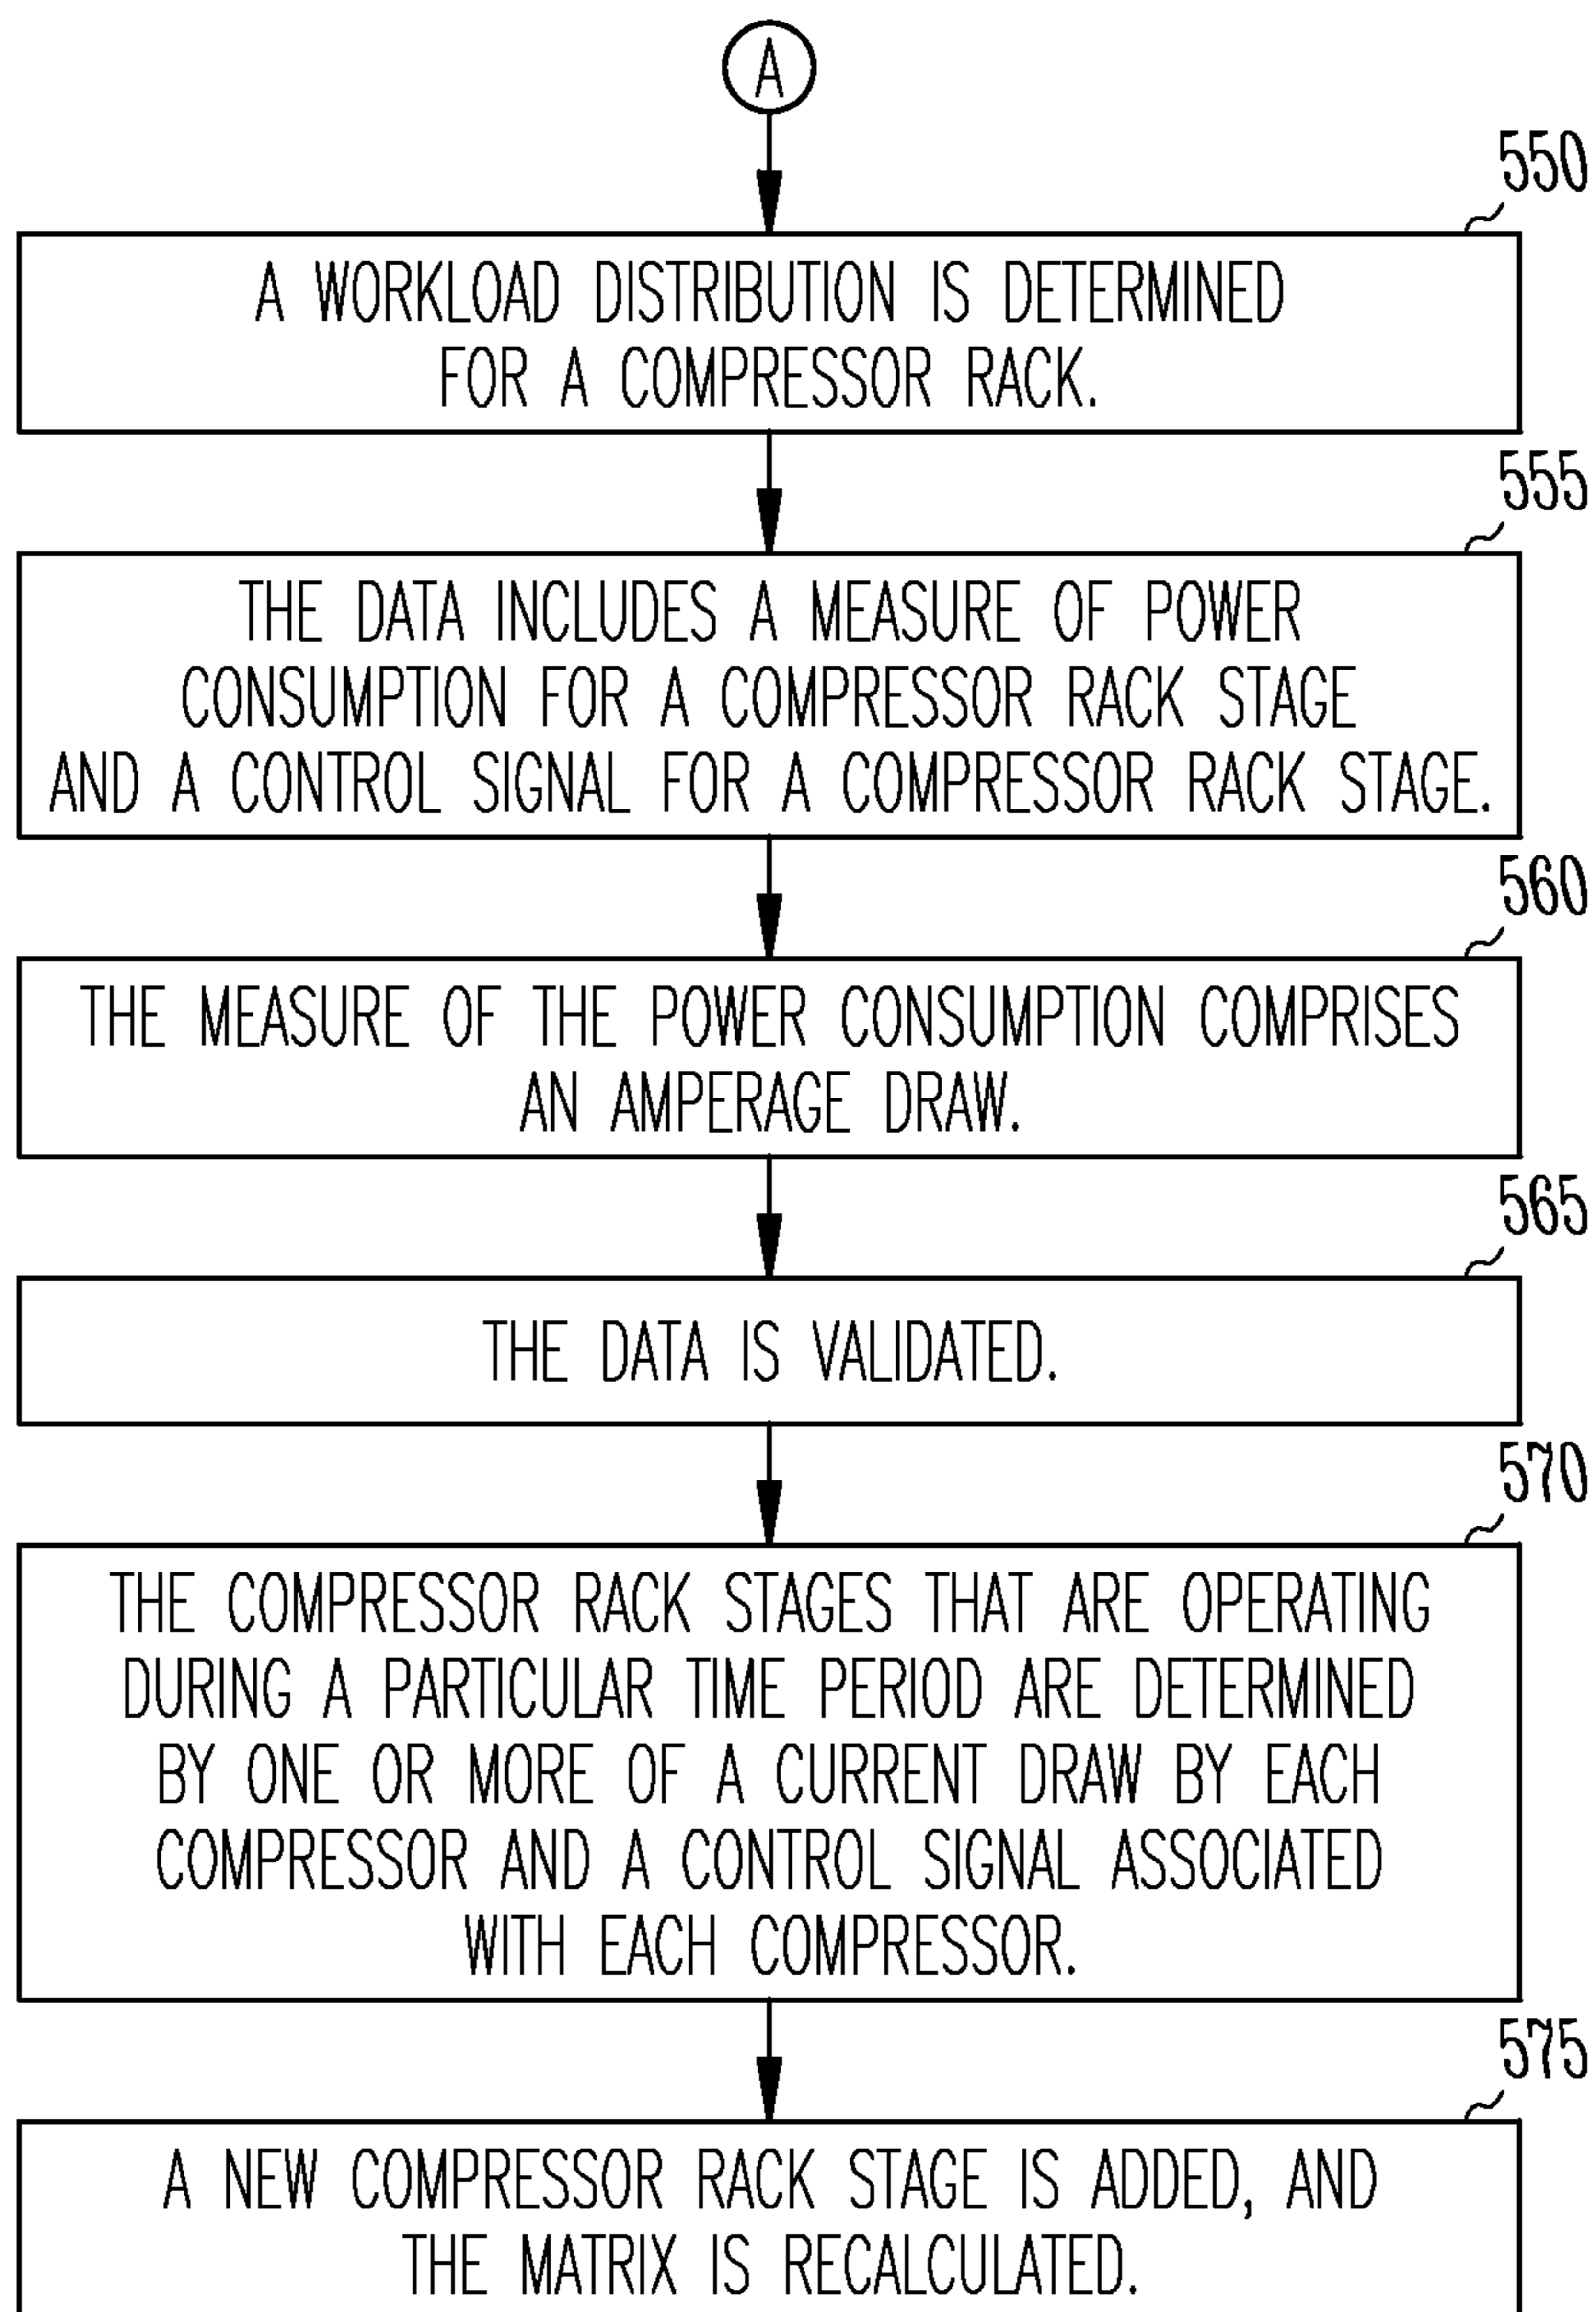 A
550
A WORKLOAD DISTRIBUTION IS DETERMINED
FOR A COMPRESSOR RACK.
555
THE DATA INCLUDES A MEASURE OF POWER
CONSUMPTION FOR A COMPRESSOR RACK STAGE
AND A CONTROL SIGNAL FOR A COMPRESSOR RACK STAGE.
560
THE MEASURE OF THE POWER CONSUMPTION COMPRISES
AN AMPERAGE DRAW.
565
THE DATA IS VALIDATED.
570
THE COMPRESSOR RACK STAGES THAT ARE OPERATING
DURING A PARTICULAR TIME PERIOD ARE DETERMINED
BY ONE OR MORE OF A CURRENT DRAW BY EACH
COMPRESSOR AND A CONTROL SIGNAL ASSOCIATED
WITH EACH COMPRESSOR.
575
A NEW COMPRESSOR RACK STAGE IS ADDED, AND
THE MATRIX IS RECALCULATED.